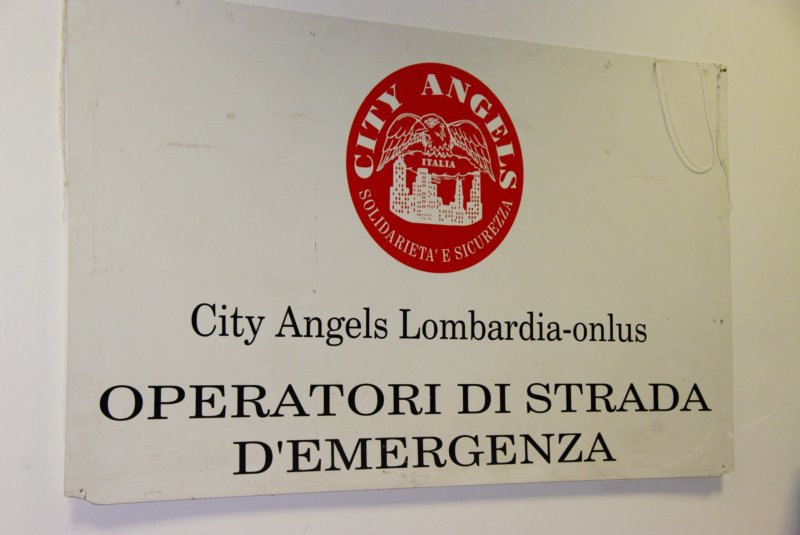 CITY ANGELS
ITALIA
SOLIDARIETA' E SICUREZZA
City Angels Lombardia-onlus
OPERATORI DI STRADA
D'EMERGENZA